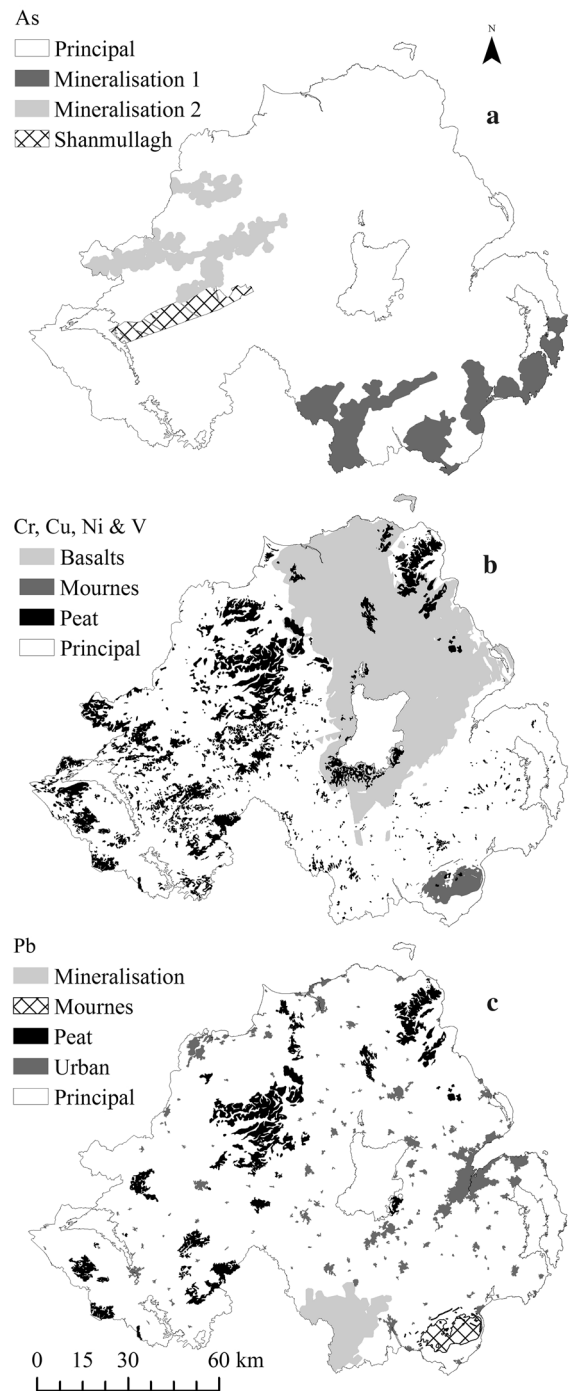 As
Principal
Mineralisation 1
Mineralisation 2
Shanmullagh
N
a
Cr, Cu, Ni & V
Basalts
Mournes
Peat
Principal
b
Pb
Mineralisation
Mournes
Peat
Urban
Principal
c
0 15 30 60 km